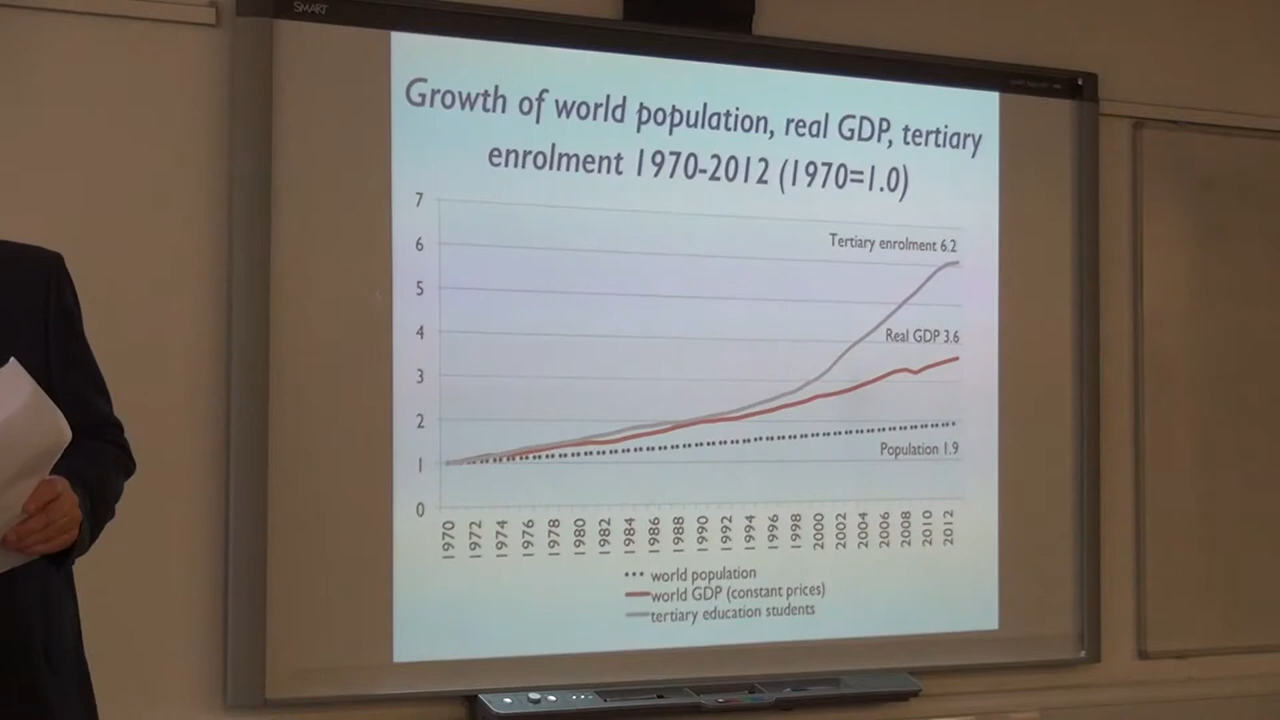 SMART
Growth of world population, real GDP, tertiary
enrolment 1970-2012 (1970=1.0)
7
6
5
4
3
2
1
0
Tertiary enrolment 6.2
Real GDP 3.6
Population 1.9
1970 1972 1974 1976 1978 1980 1982 1984 1986 1988 1990 1992 1994 1996 1998 2000 2002 2004 2006 2008 2010 2012
world population
world GDP (constant prices)
tertiary education students